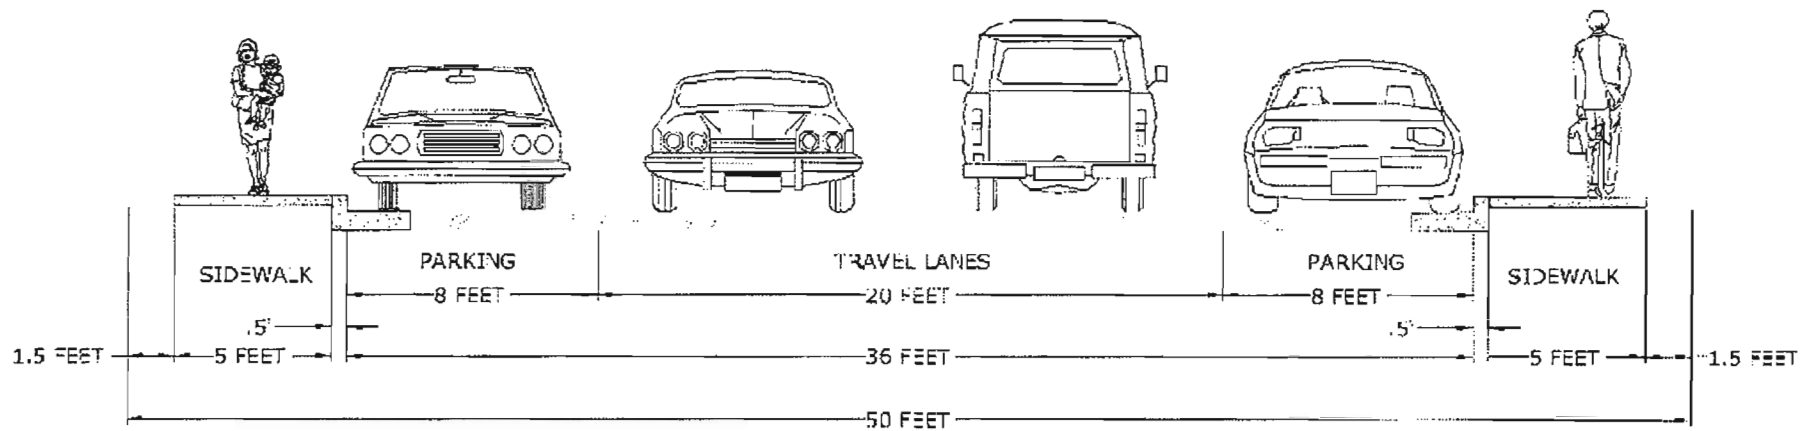 PARKING TRAVEL LANES PARKING
SIDEWALK SIDEWALK
8 FEET 20 FEET 8 FEET
.5' .5'
1.5 FEET 5 FEET 36 FEET 5 FEET 1.5 FEET
50 FEET